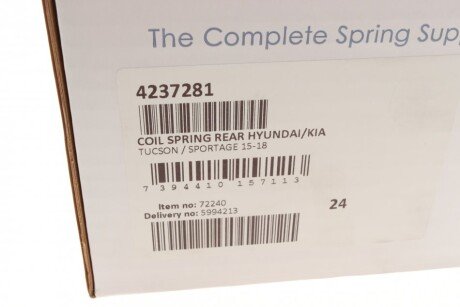 The Complete Spring Supp
4237281
COIL SPRING REAR HYUNDAI/KIA
TUCSON / SPORTAGE 15-18
7 394410 157113
Item no: 72240
Delivery no: 5994213
24